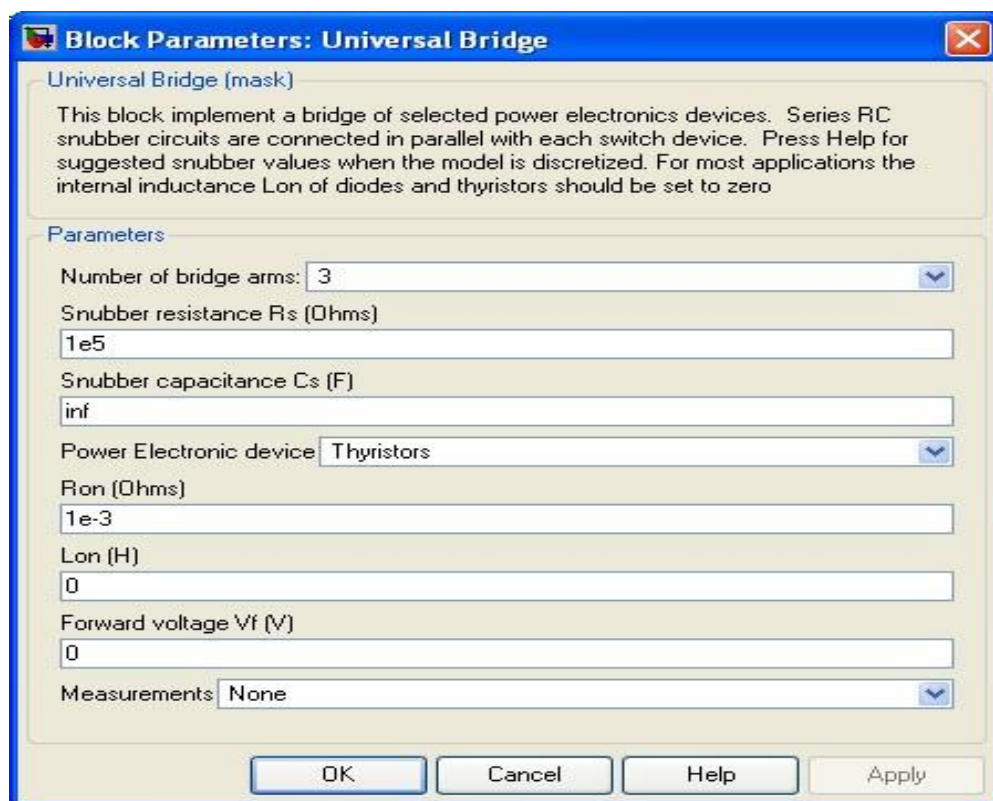 Block Parameters: Universal Bridge
Universal Bridge (mask)
This block implement a bridge of selected power electronics devices.  Series RC
snubber circuits are connected in parallel with each switch device.  Press Help for
suggested snubber values when the model is discretized. For most applications the
internal inductance Lon of diodes and thyristors should be set to zero
Parameters
Number of bridge arms: 3
Snubber resistance Rs (Ohms)
1e5
Snubber capacitance Cs (F)
inf
Power Electronic device Thyristors
Ron (Ohms)
1e-3
Lon (H)
0
Forward voltage Vf (V)
0
Measurements None
OK Cancel Help Apply